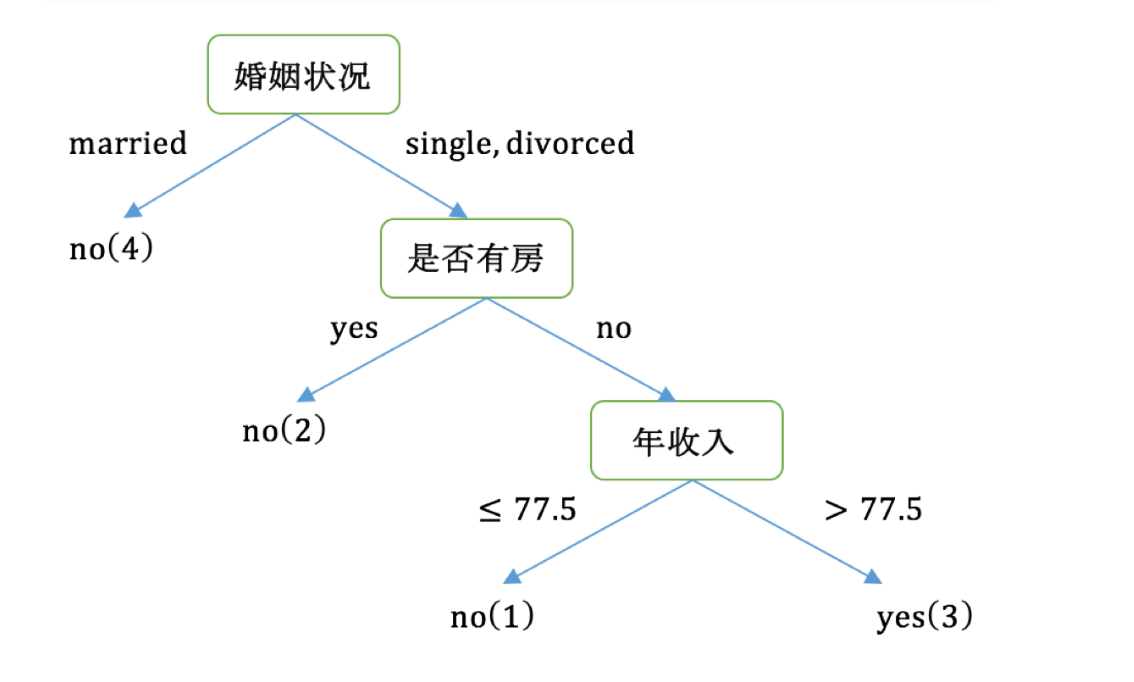 婚姻状况
married
single, divorced
no(4)
是否有房
yes
no
no(2)
年收入
≤ 77.5
> 77.5
no(1)
yes(3)